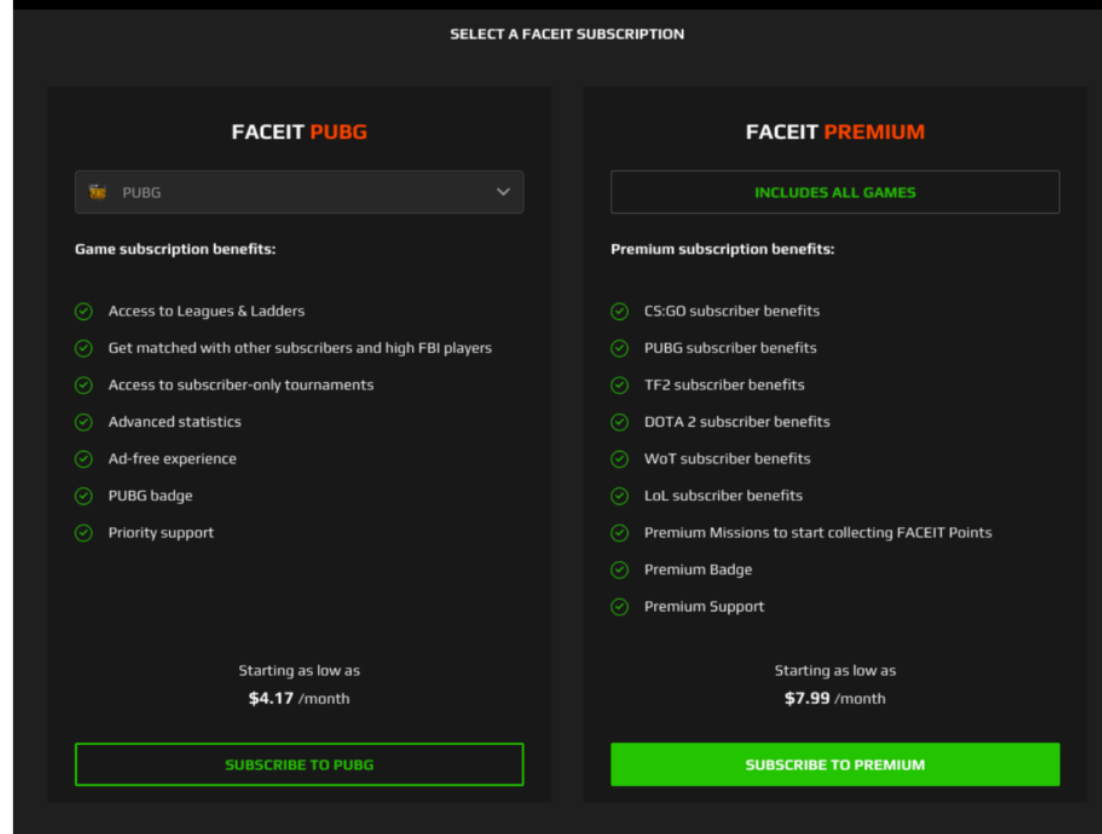 SELECT A FACEIT SUBSCRIPTION
FACEIT PUBG
PUBG
Game subscription benefits:
Access to Leagues & Ladders
Get matched with other subscribers and high FBI players
Access to subscriber-only tournaments
Advanced statistics
Ad-free experience
PUBG badge
Priority support
Starting as low as
$4.17 /month
SUBSCRIBE TO PUBG
FACEIT PREMIUM
INCLUDES ALL GAMES
Premium subscription benefits:
CS:GO subscriber benefits
PUBG subscriber benefits
TF2 subscriber benefits
DOTA 2 subscriber benefits
WoT subscriber benefits
LoL subscriber benefits
Premium Missions to start collecting FACEIT Points
Premium Badge
Premium Support
Starting as low as
$7.99 /month
SUBSCRIBE TO PREMIUM